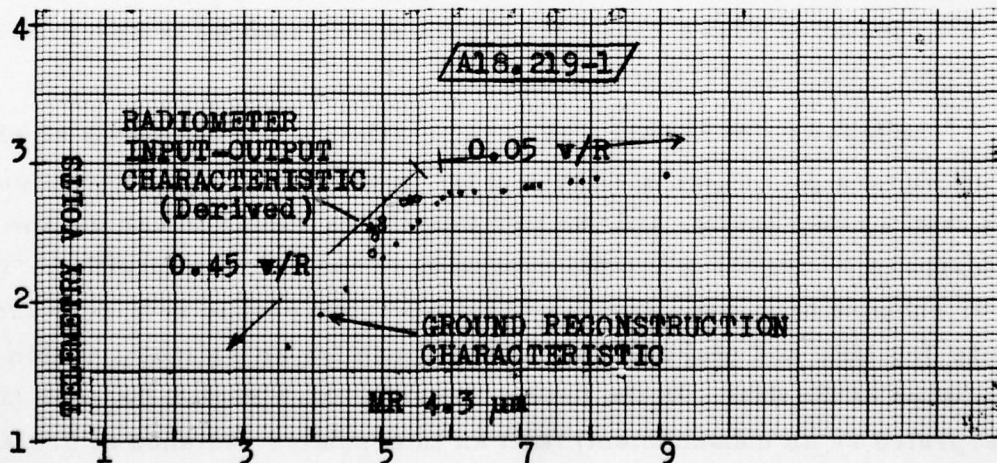 4
A18.219-1
RADIOMETER
INPUT-OUTPUT
CHARACTERISTIC
(Derived)
0.05 v/R
3
TELEMETRY VOLTS
0.45 v/R
2
GROUND RECONSTRUCTION
CHARACTERISTIC
MR 4.3 µm
1
1 3 5 7 9